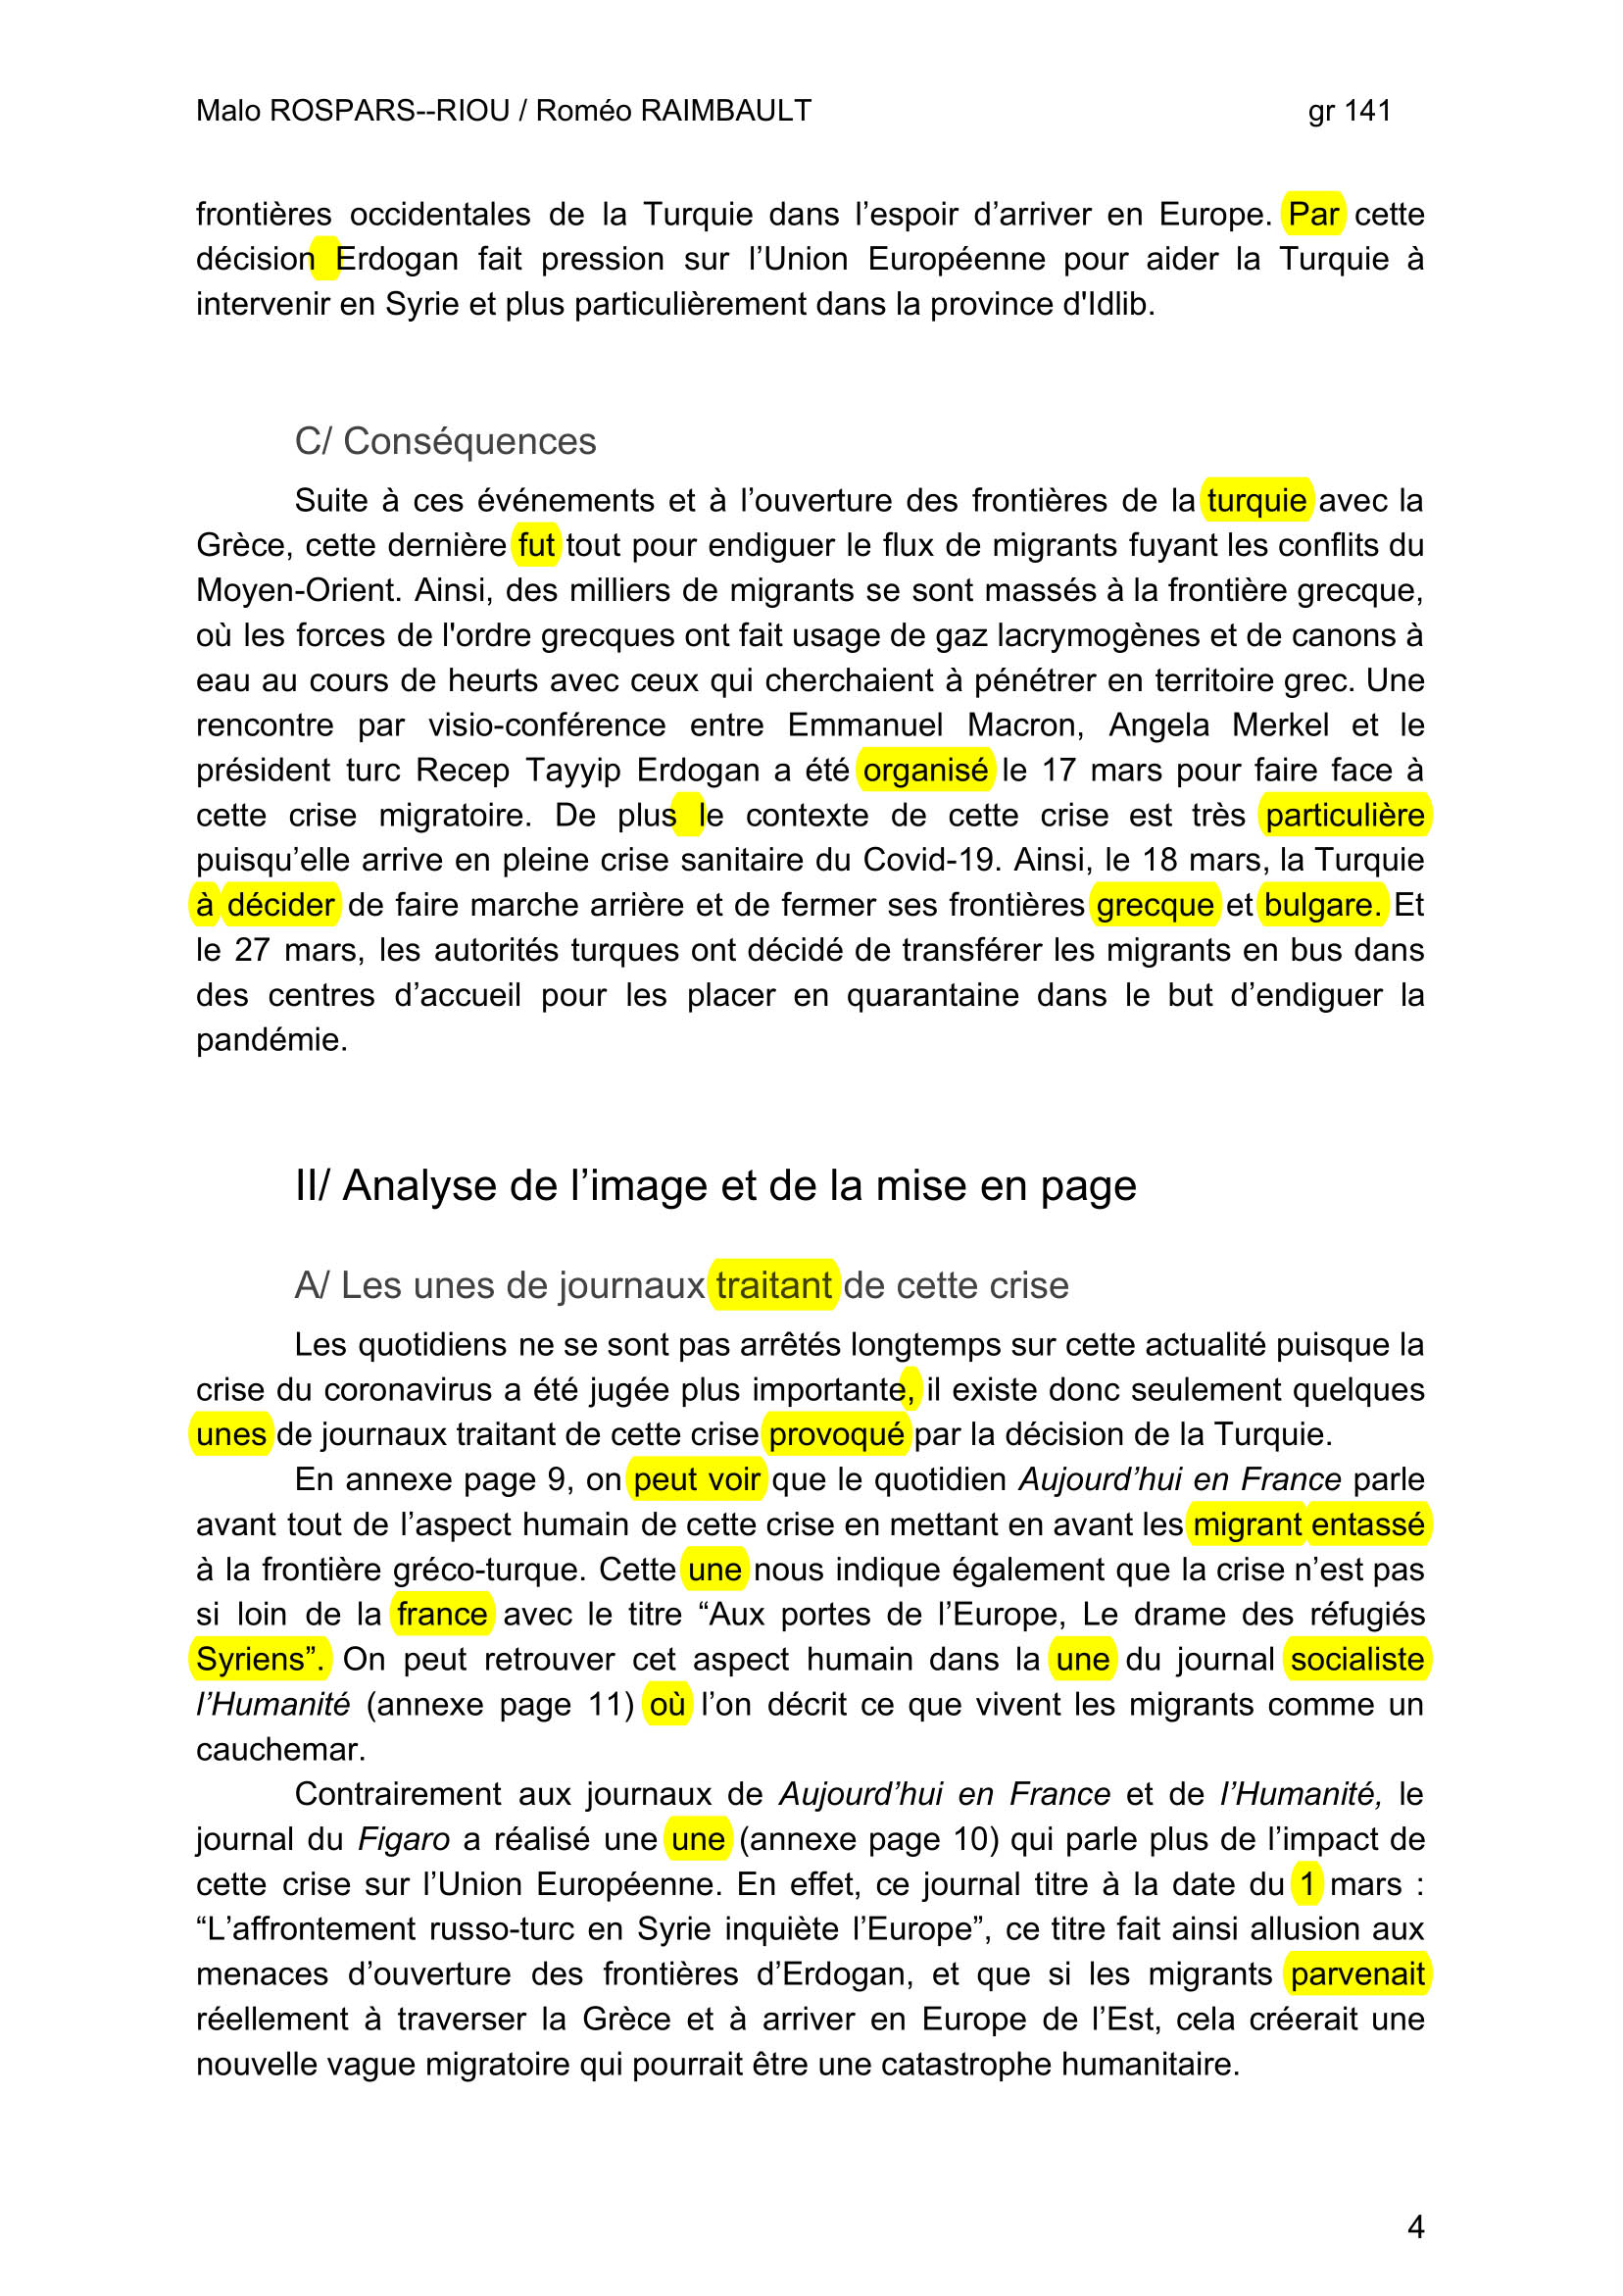 Malo ROSPARS--RIOU / Roméo RAIMBAULT gr 141
frontières occidentales de la Turquie dans l’espoir d’arriver en Europe. Par cette
décision Erdogan fait pression sur l’Union Européenne pour aider la Turquie à
intervenir en Syrie et plus particulièrement dans la province d'Idlib.
C/ Conséquences
Suite à ces événements et à l’ouverture des frontières de la turquie avec la
Grèce, cette dernière fut tout pour endiguer le flux de migrants fuyant les conflits du
Moyen-Orient. Ainsi, des milliers de migrants se sont massés à la frontière grecque,
où les forces de l'ordre grecques ont fait usage de gaz lacrymogènes et de canons à
eau au cours de heurts avec ceux qui cherchaient à pénétrer en territoire grec. Une
rencontre par visio-conférence entre Emmanuel Macron, Angela Merkel et le
président turc Recep Tayyip Erdogan a été organisé le 17 mars pour faire face à
cette crise migratoire. De plus le contexte de cette crise est très particulière
puisqu’elle arrive en pleine crise sanitaire du Covid-19. Ainsi, le 18 mars, la Turquie
à décider de faire marche arrière et de fermer ses frontières grecque et bulgare. Et
le 27 mars, les autorités turques ont décidé de transférer les migrants en bus dans
des centres d’accueil pour les placer en quarantaine dans le but d’endiguer la
pandémie.
II/ Analyse de l’image et de la mise en page
A/ Les unes de journaux traitant de cette crise
Les quotidiens ne se sont pas arrêtés longtemps sur cette actualité puisque la
crise du coronavirus a été jugée plus importante, il existe donc seulement quelques
unes de journaux traitant de cette crise provoqué par la décision de la Turquie.
En annexe page 9, on peut voir que le quotidien Aujourd’hui en France parle
avant tout de l’aspect humain de cette crise en mettant en avant les migrant entassé
à la frontière gréco-turque. Cette une nous indique également que la crise n’est pas
si loin de la france avec le titre “Aux portes de l’Europe, Le drame des réfugiés
Syriens”. On peut retrouver cet aspect humain dans la une du journal socialiste
l’Humanité (annexe page 11) où l’on décrit ce que vivent les migrants comme un
cauchemar.
Contrairement aux journaux de Aujourd’hui en France et de l’Humanité, le
journal du Figaro a réalisé une une (annexe page 10) qui parle plus de l’impact de
cette crise sur l’Union Européenne. En effet, ce journal titre à la date du 1 mars :
“L’affrontement russo-turc en Syrie inquiète l’Europe”, ce titre fait ainsi allusion aux
menaces d’ouverture des frontières d’Erdogan, et que si les migrants parvenait
réellement à traverser la Grèce et à arriver en Europe de l’Est, cela créerait une
nouvelle vague migratoire qui pourrait être une catastrophe humanitaire.
4